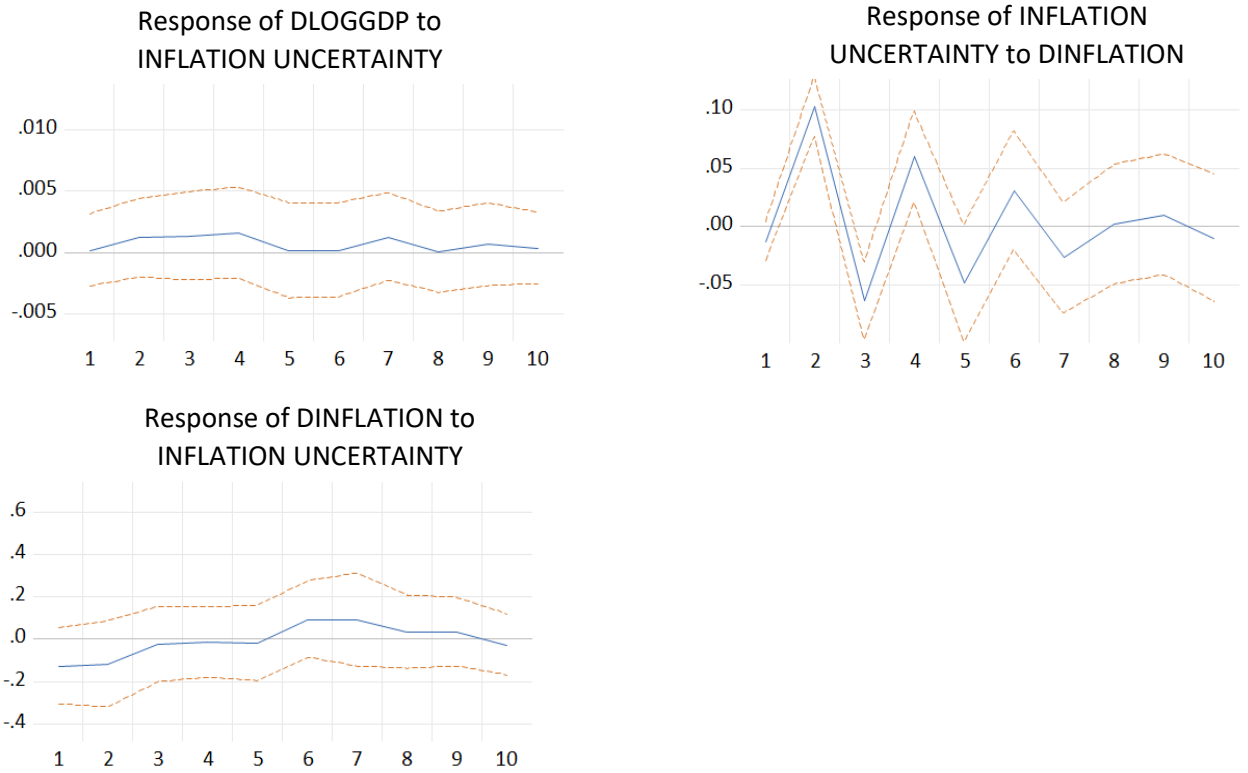 Response of DLOGGDP to
INFLATION UNCERTAINTY
.010
.005
.000
-.005
1 2 3 4 5 6 7 8 9 10
Response of INFLATION
UNCERTAINTY to DINFLATION
.10
.05
.00
-.05
1 2 3 4 5 6 7 8 9 10
Response of DINFLATION to
INFLATION UNCERTAINTY
.6
.4
.2
.0
-.2
-.4
1 2 3 4 5 6 7 8 9 10